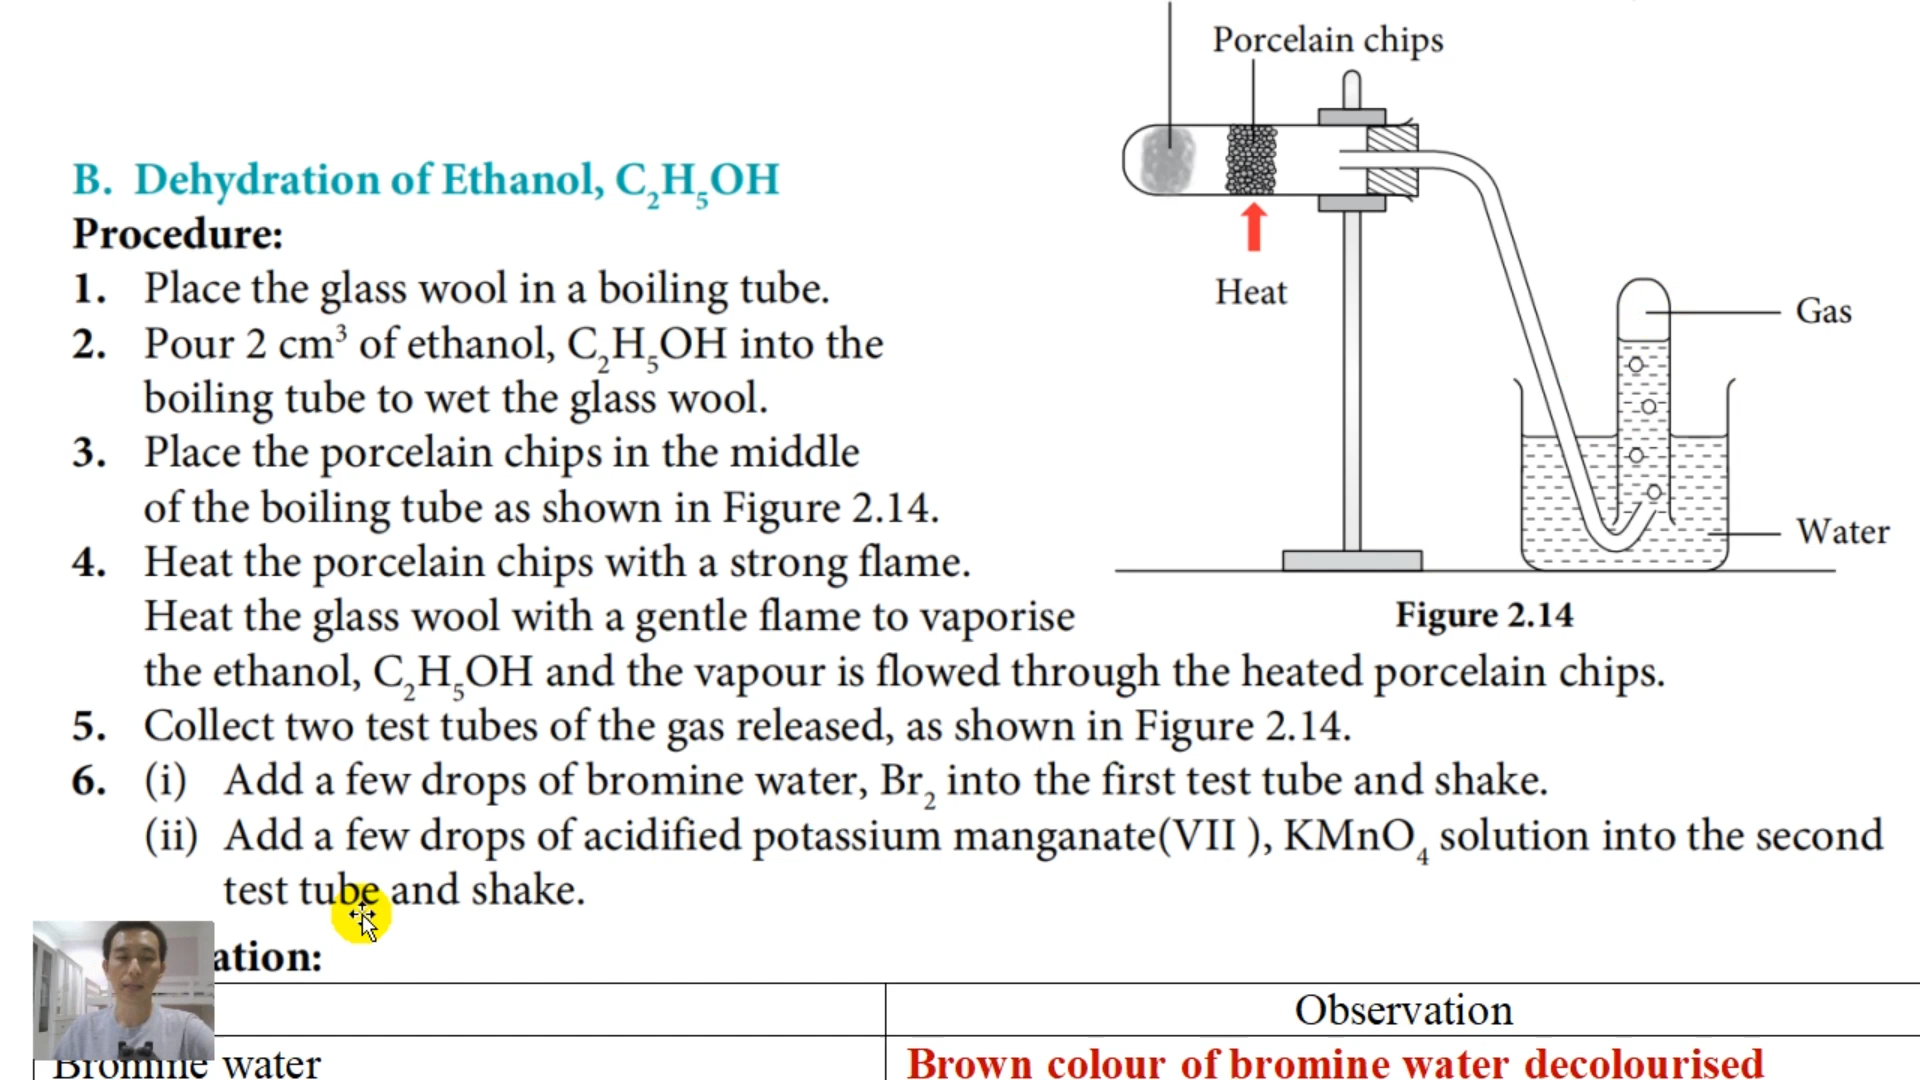 Porcelain chips
B. Dehydration of Ethanol, C₂H₅OH
Procedure:
1. Place the glass wool in a boiling tube.
2. Pour 2 cm³ of ethanol, C₂H₅OH into the
boiling tube to wet the glass wool.
3. Place the porcelain chips in the middle
of the boiling tube as shown in Figure 2.14.
4. Heat the porcelain chips with a strong flame.
Heat the glass wool with a gentle flame to vaporise
the ethanol, C₂H₅OH and the vapour is flowed through the heated porcelain chips.
5. Collect two test tubes of the gas released, as shown in Figure 2.14.
6. (i) Add a few drops of bromine water, Br₂ into the first test tube and shake.
(ii) Add a few drops of acidified potassium manganate(VII ), KMnO₄ solution into the second
test tube and shake.
Heat
Gas
Water
Figure 2.14
ation:
Observation
Bromine water
Brown colour of bromine water decolourised